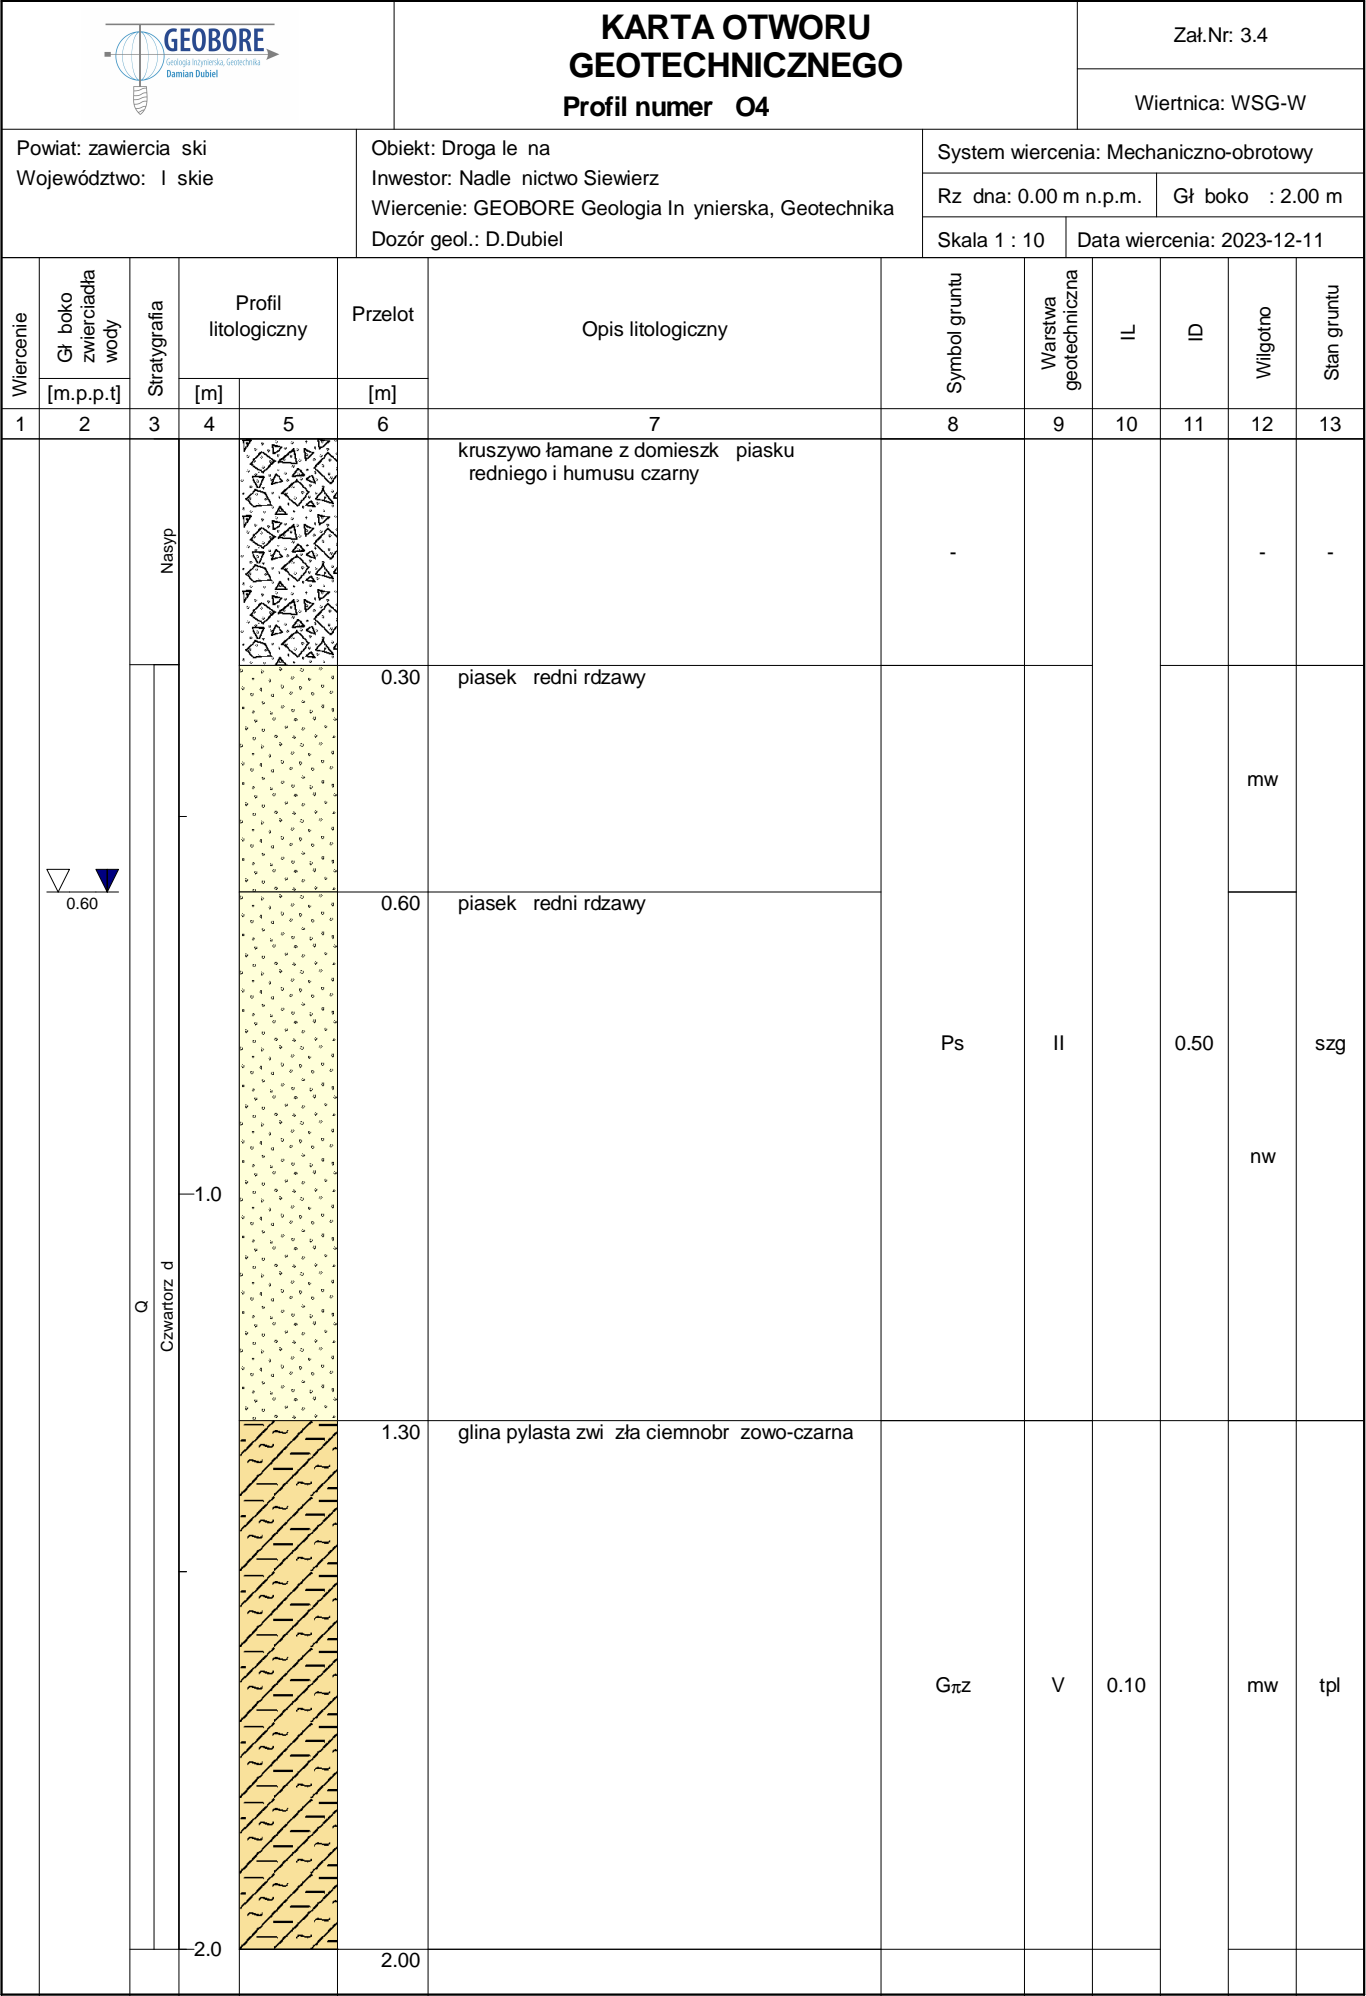 GEOBORE
Geologia Inżynierska, Geotechnika
Damian Dubiel
KARTA OTWORU
GEOTECHNICZNEGO
Profil numer O4
Zał.Nr: 3.4
Wiertnica: WSG-W
Powiat: zawiercia ski
Województwo: l skie
Obiekt: Droga le na
Inwestor: Nadle nictwo Siewierz
Wiercenie: GEOBORE Geologia In ynierska, Geotechnika
Dozór geol.: D.Dubiel
System wiercenia: Mechaniczno-obrotowy
Rz dna: 0.00 m n.p.m.
Gł boko : 2.00 m
Skala 1 : 10
Data wiercenia: 2023-12-11
Wiercenie
Gł boko
zwierciadła
wody
[m.p.p.t]
Stratygrafia
Profil
litologiczny
[m]
Przelot
[m]
Opis litologiczny
Symbol gruntu
Warstwa
geotechniczna
IL
ID
Wilgotno
Stan gruntu
1 2 3 4 5 6 7 8 9 10 11 12 13
kruszywo łamane z domieszk piasku
redniego i humusu czarny
Nasyp
- - -
0.30 piasek redni rdzawy
mw
0.60
0.60 piasek redni rdzawy
Ps II 0.50 szg
nw
1.0
Q
Czwartorz d
1.30 glina pylasta zwi zła ciemnobr zowo-czarna
Gπz V 0.10 mw tpl
2.0
2.00